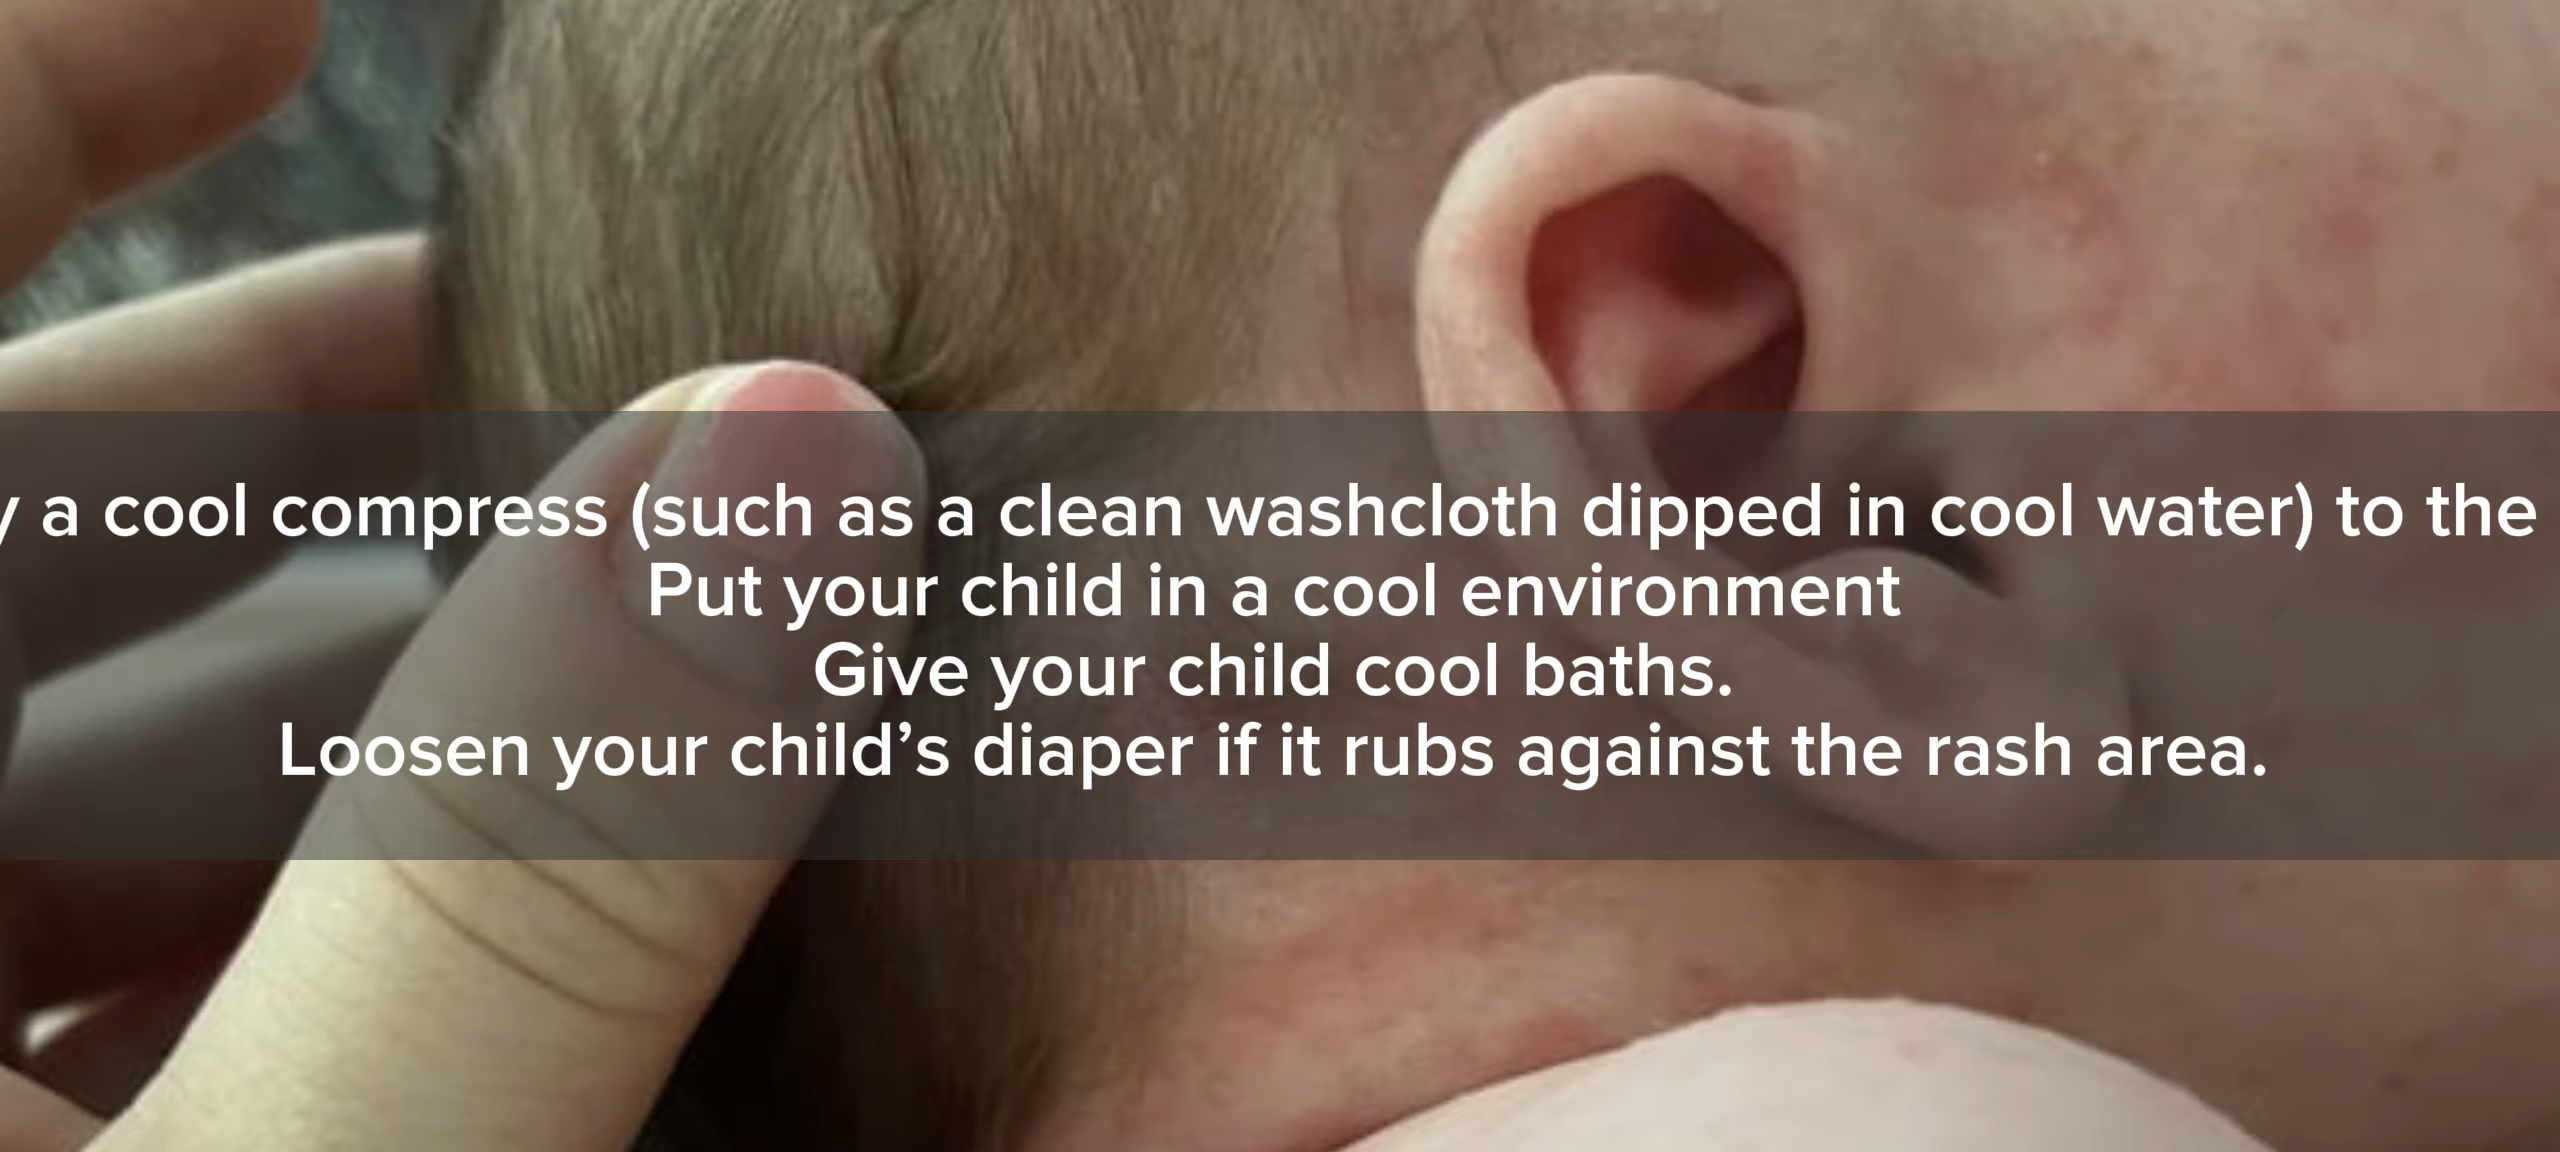 a cool compress (such as a clean washcloth dipped in cool water) to the
Put your child in a cool environment
Give your child cool baths.
Loosen your child’s diaper if it rubs against the rash area.